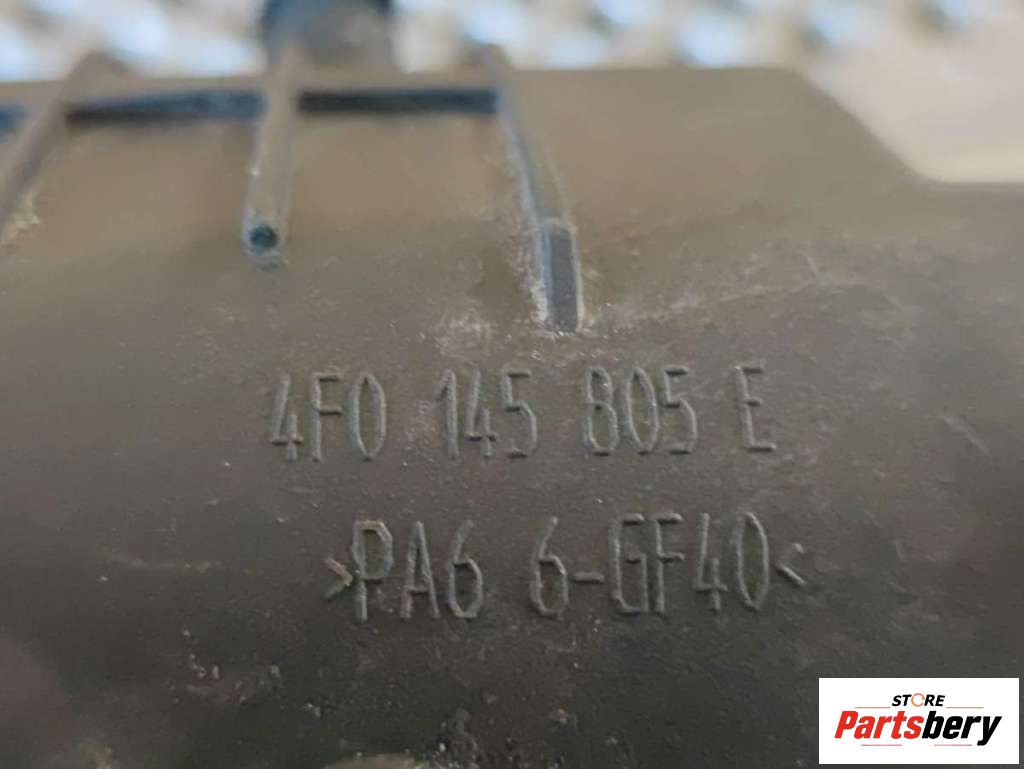 4F0 145 805 E
>PA6 6-GF40<
STORE
Partsbery